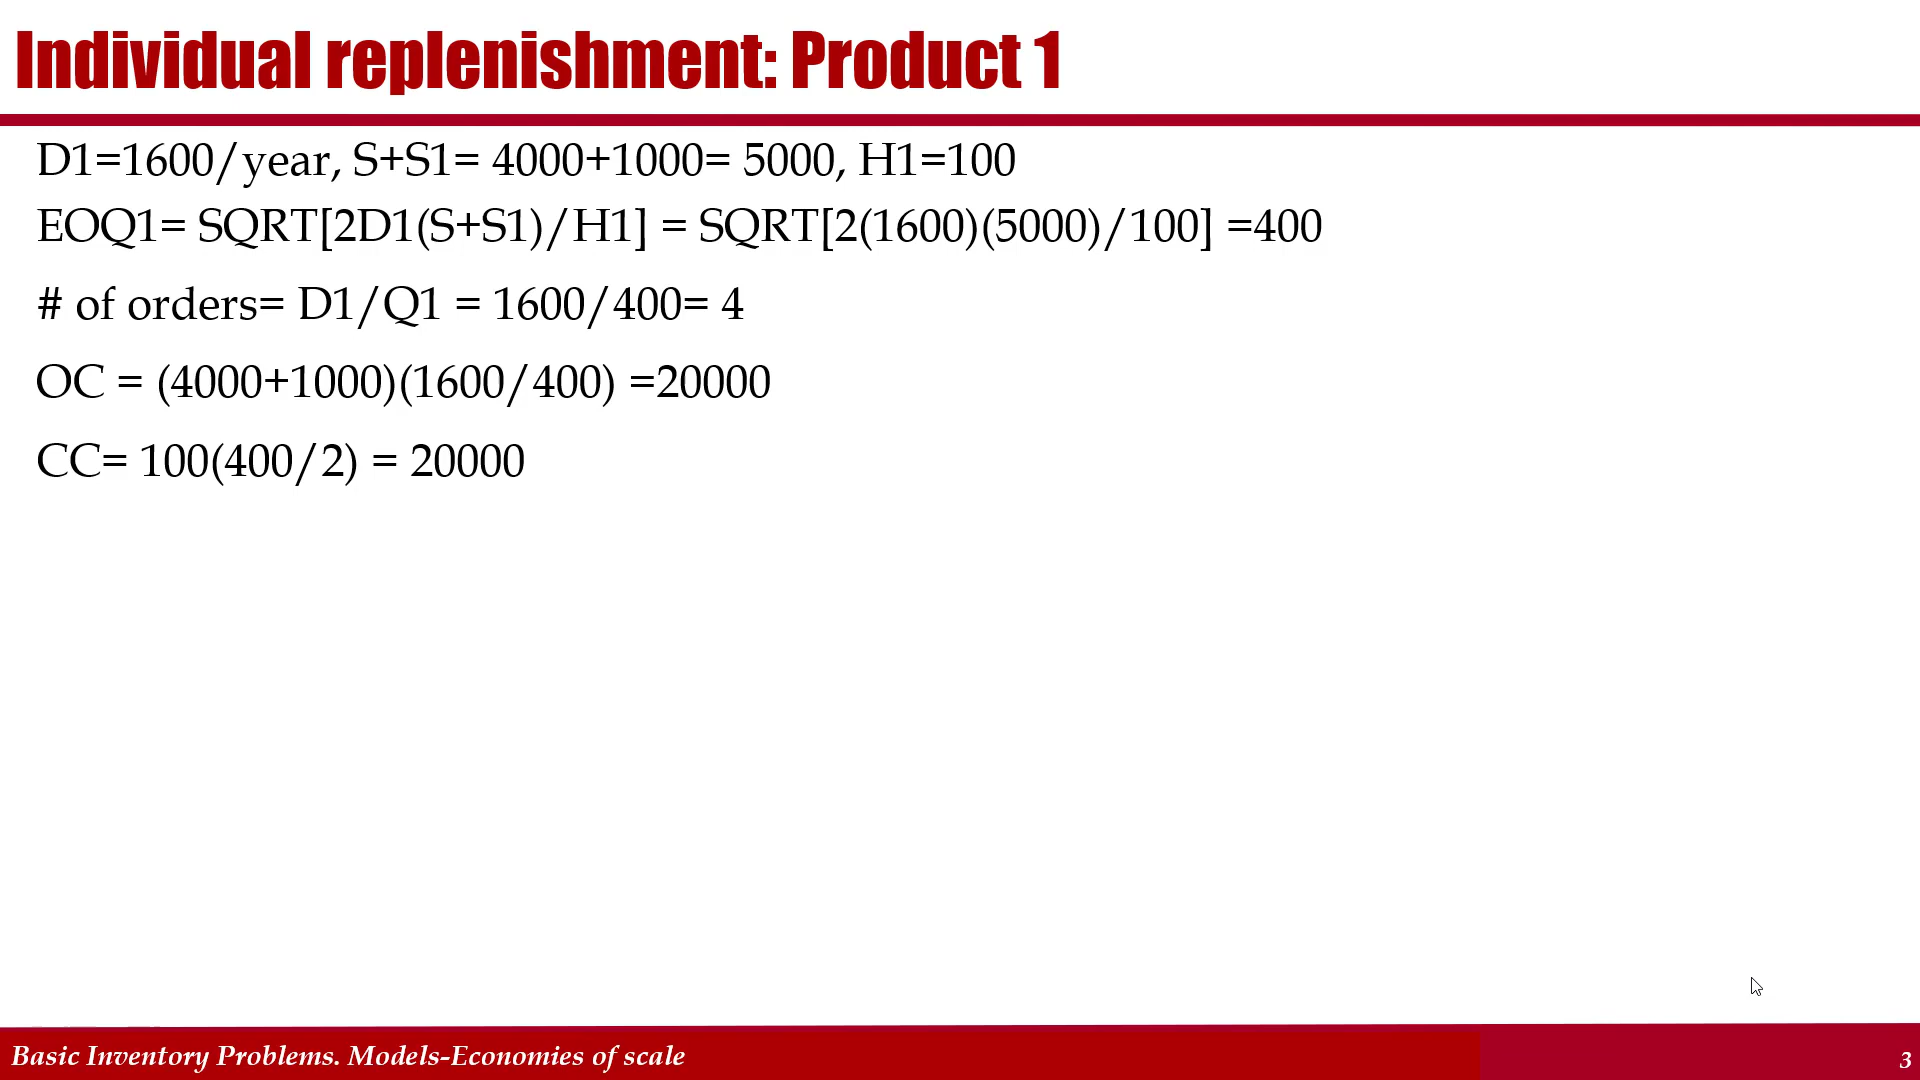 Individual replenishment: Product 1
D1=1600/year, S+S1= 4000+1000= 5000, H1=100
EOQ1= SQRT[2D1(S+S1)/H1] = SQRT[2(1600)(5000)/100] =400
# of orders= D1/Q1 = 1600/400= 4
OC = (4000+1000)(1600/400) =20000
CC= 100(400/2) = 20000
Basic Inventory Problems. Models-Economies of scale
3